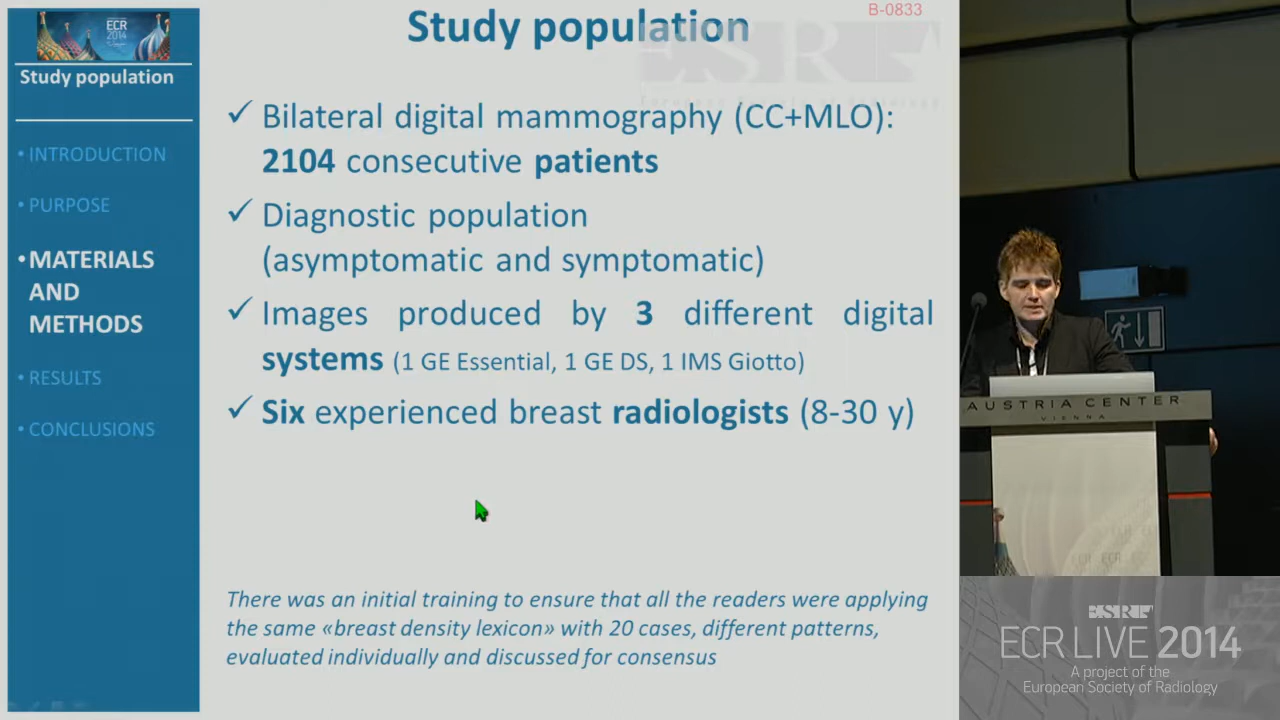 B-0833
Study population
ECR
2014
Study population
• INTRODUCTION
• PURPOSE
• MATERIALS
AND
METHODS
• RESULTS
• CONCLUSIONS
✓ Bilateral digital mammography (CC+MLO):
2104 consecutive patients
✓ Diagnostic population
(asymptomatic and symptomatic)
✓ Images produced by 3 different digital
systems (1 GE Essential, 1 GE DS, 1 IMS Giotto)
✓ Six experienced breast radiologists (8-30 y)
There was an initial training to ensure that all the readers were applying
the same «breast density lexicon» with 20 cases, different patterns,
evaluated individually and discussed for consensus
AUSTRIA CENTER
VIENNA
ESR
ECR LIVE 2014
A project of the
European Society of Radiology